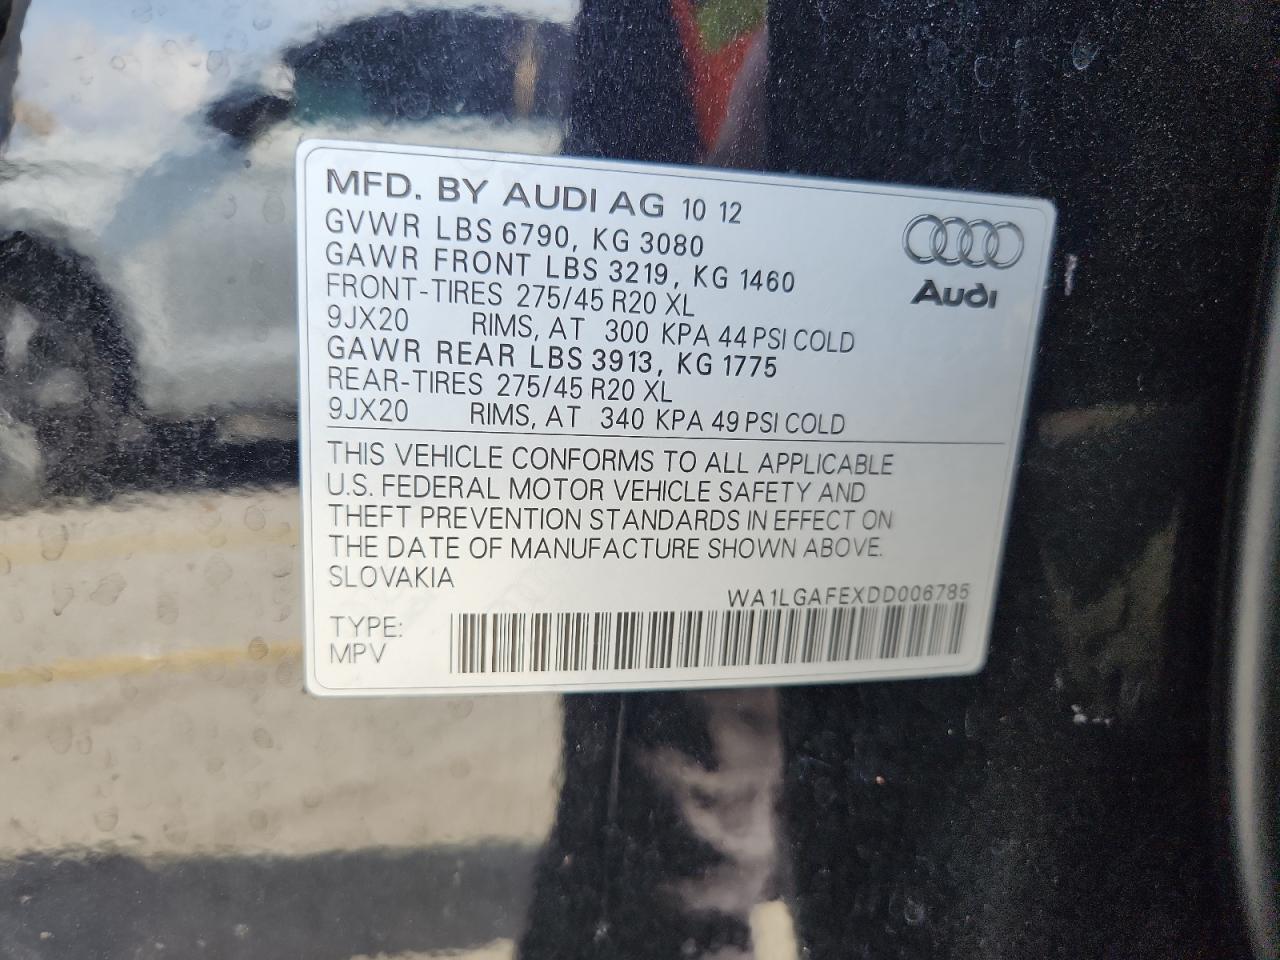 MFD. BY AUDI AG 10 12
GVWR LBS 6790, KG 3080
GAWR FRONT LBS 3219, KG 1460
FRONT-TIRES 275/45 R20 XL
9JX20 RIMS, AT 300 KPA 44 PSI COLD
GAWR REAR LBS 3913, KG 1775
REAR-TIRES 275/45 R20 XL
9JX20 RIMS, AT 340 KPA 49 PSI COLD
Audi
THIS VEHICLE CONFORMS TO ALL APPLICABLE
U.S. FEDERAL MOTOR VEHICLE SAFETY AND
THEFT PREVENTION STANDARDS IN EFFECT ON
THE DATE OF MANUFACTURE SHOWN ABOVE.
SLOVAKIA
WA1LGAFEXDD006785
TYPE:
MPV